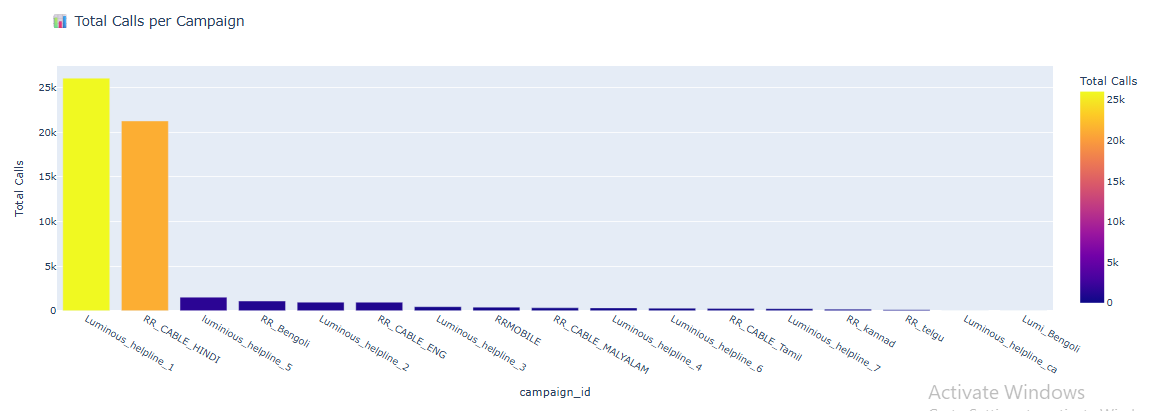 📊 Total Calls per Campaign
Total Calls
25k
20k
15k
10k
5k
0
Luminous_helpline_1
RR_CABLE_HINDI
luminious_helpline_5
RR_Bengoli
Luminous_helpline_2
RR_CABLE_ENG
Luminous_helpline_3
RRMOBILE
RR_CABLE_MALYALAM
Luminous_helpline_4
Luminious_helpline_6
RR_CABLE_Tamil
Luminious_helpline_7
RR_kannad
RR_telgu
Luminous_helpline_ca
Lumi_Bengoli
campaign_id
Total Calls
25k
20k
15k
10k
5k
0
Activate Windows